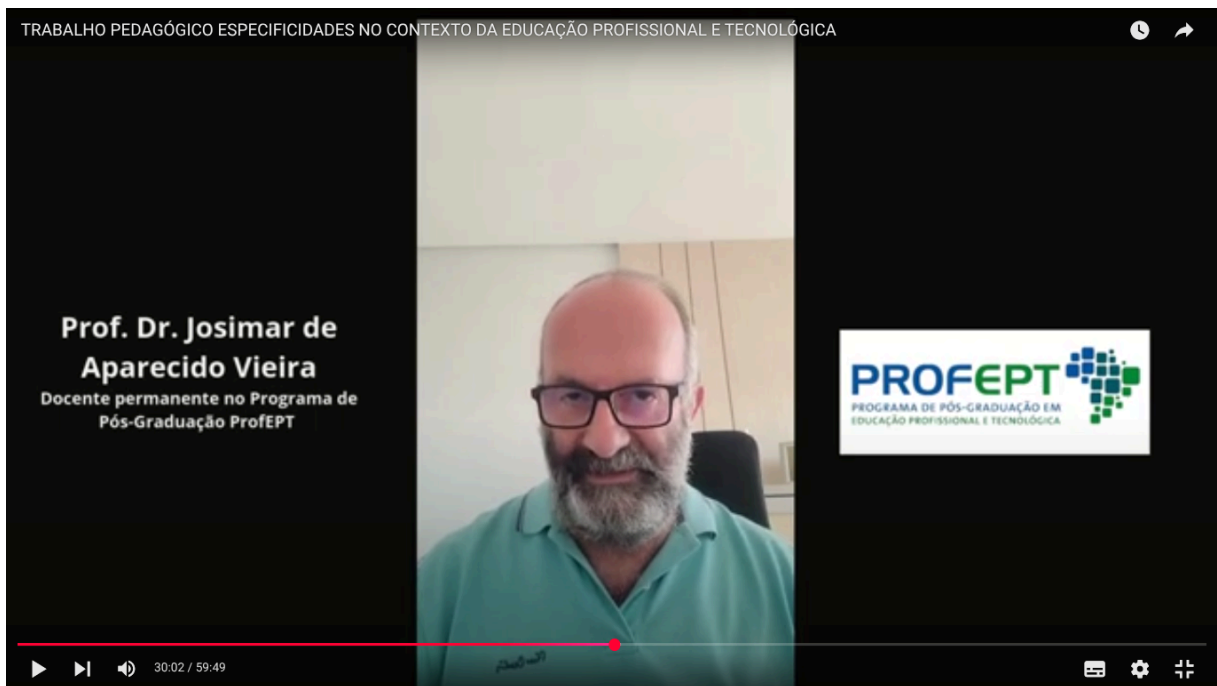 TRABALHO PEDAGÓGICO ESPECIFICIDADES NO CONTEXTO DA EDUCAÇÃO PROFISSIONAL E TECNOLÓGICA
Prof. Dr. Josimar de
Aparecido Vieira
Docente permanente no Programa de
Pós-Graduação ProfEPT
PROFEPT
PROGRAMA DE PÓS-GRADUAÇÃO EM
EDUCAÇÃO PROFISSIONAL E TECNOLÓGICA
30:02 / 59:49